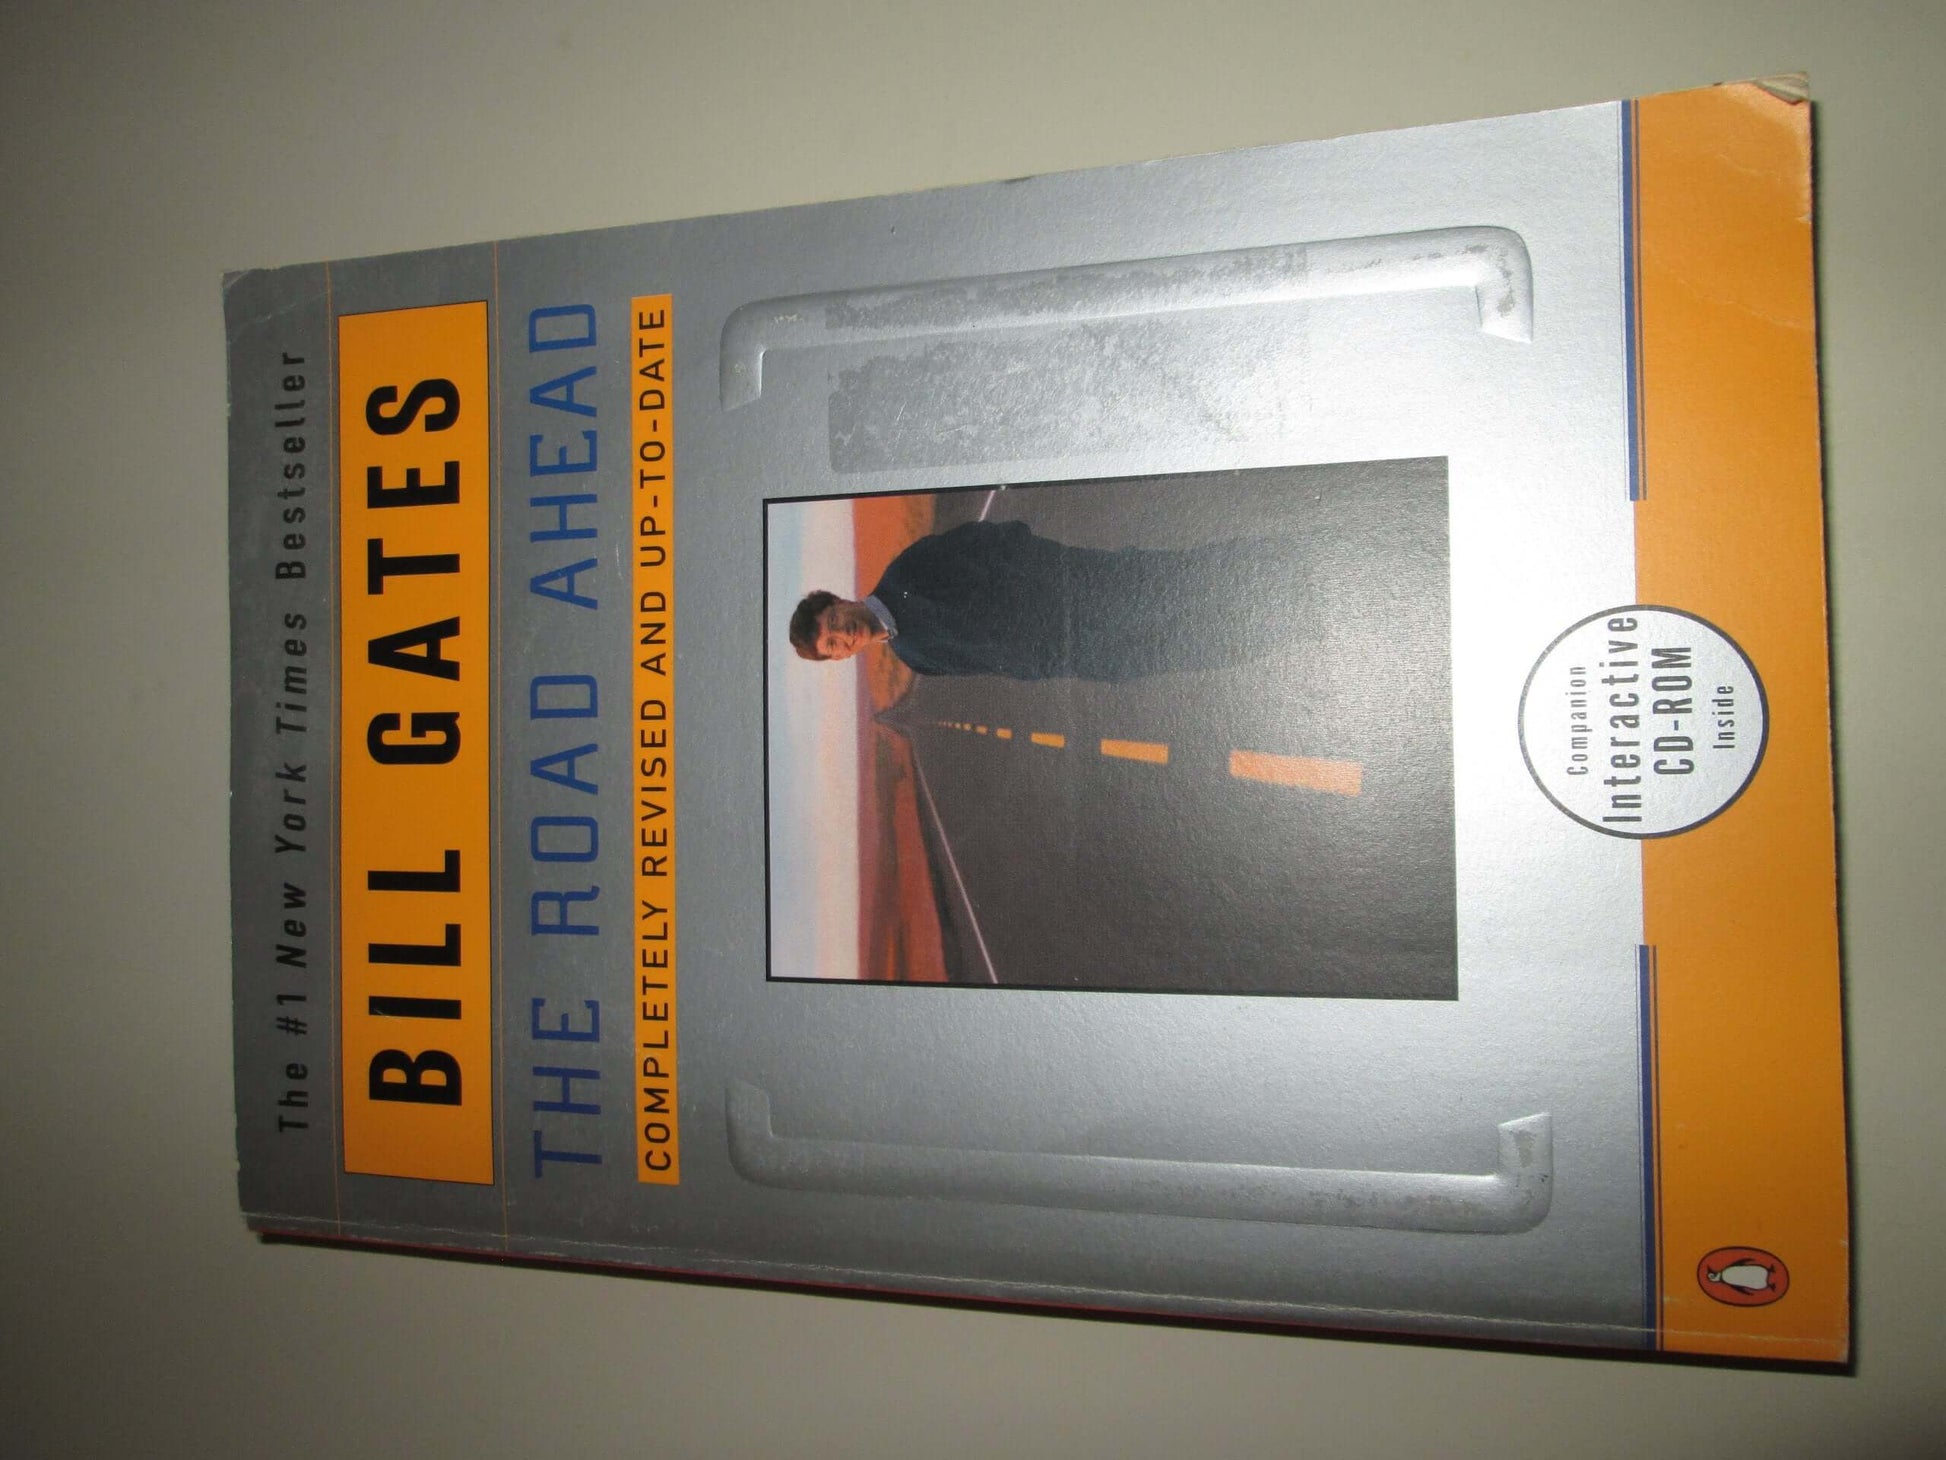 The #1 New York Times Bestseller
BILL GATES
THE ROAD AHEAD
COMPLETELY REVISED AND UP-TO-DATE
Companion
Interactive
CD-ROM
Inside